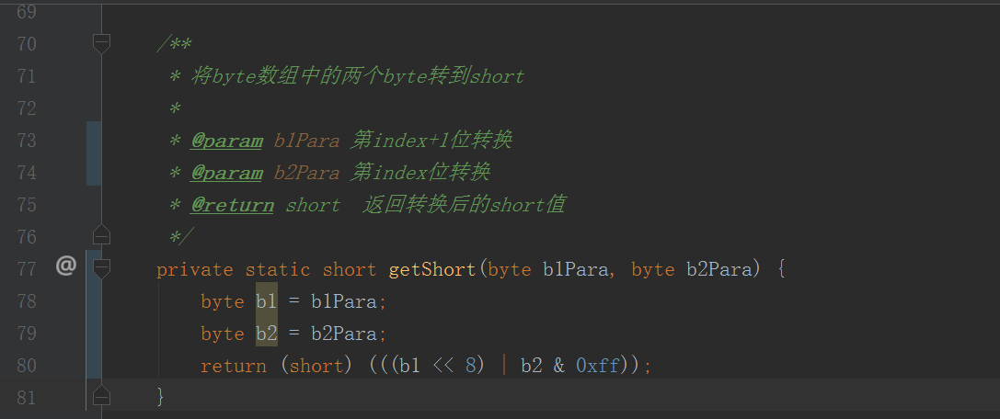 69
70 /**
71 * 将byte数组中的两个byte转到short
72 *
73 * @param b1Para 第index+1位转换
74 * @param b2Para 第index位转换
75 * @return short 返回转换后的short值
76 */
@ 77 private static short getShort(byte b1Para, byte b2Para) {
78 byte b1 = b1Para;
79 byte b2 = b2Para;
80 return (short) (((b1 << 8) | b2 & 0xff));
81 }